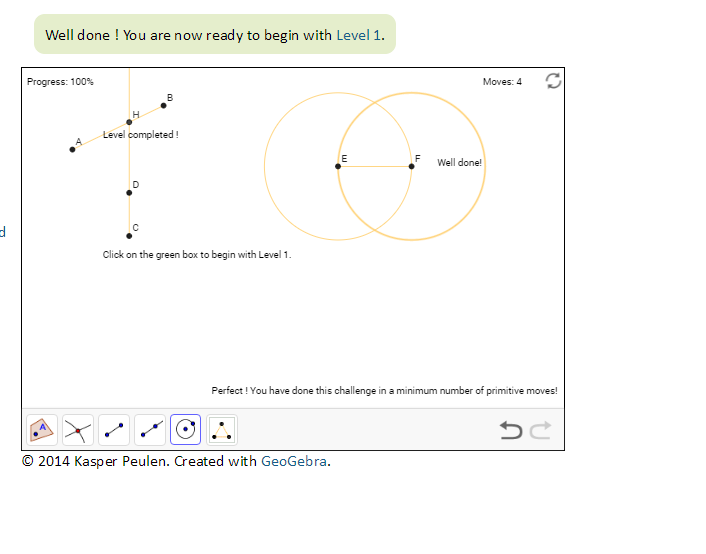 Well done ! You are now ready to begin with Level 1.
Progress: 100%
Moves: 4
B
H
Level completed !
A
E
F
Well done!
D
C
d
Click on the green box to begin with Level 1.
Perfect ! You have done this challenge in a minimum number of primitive moves!
A
© 2014 Kasper Peulen. Created with GeoGebra.